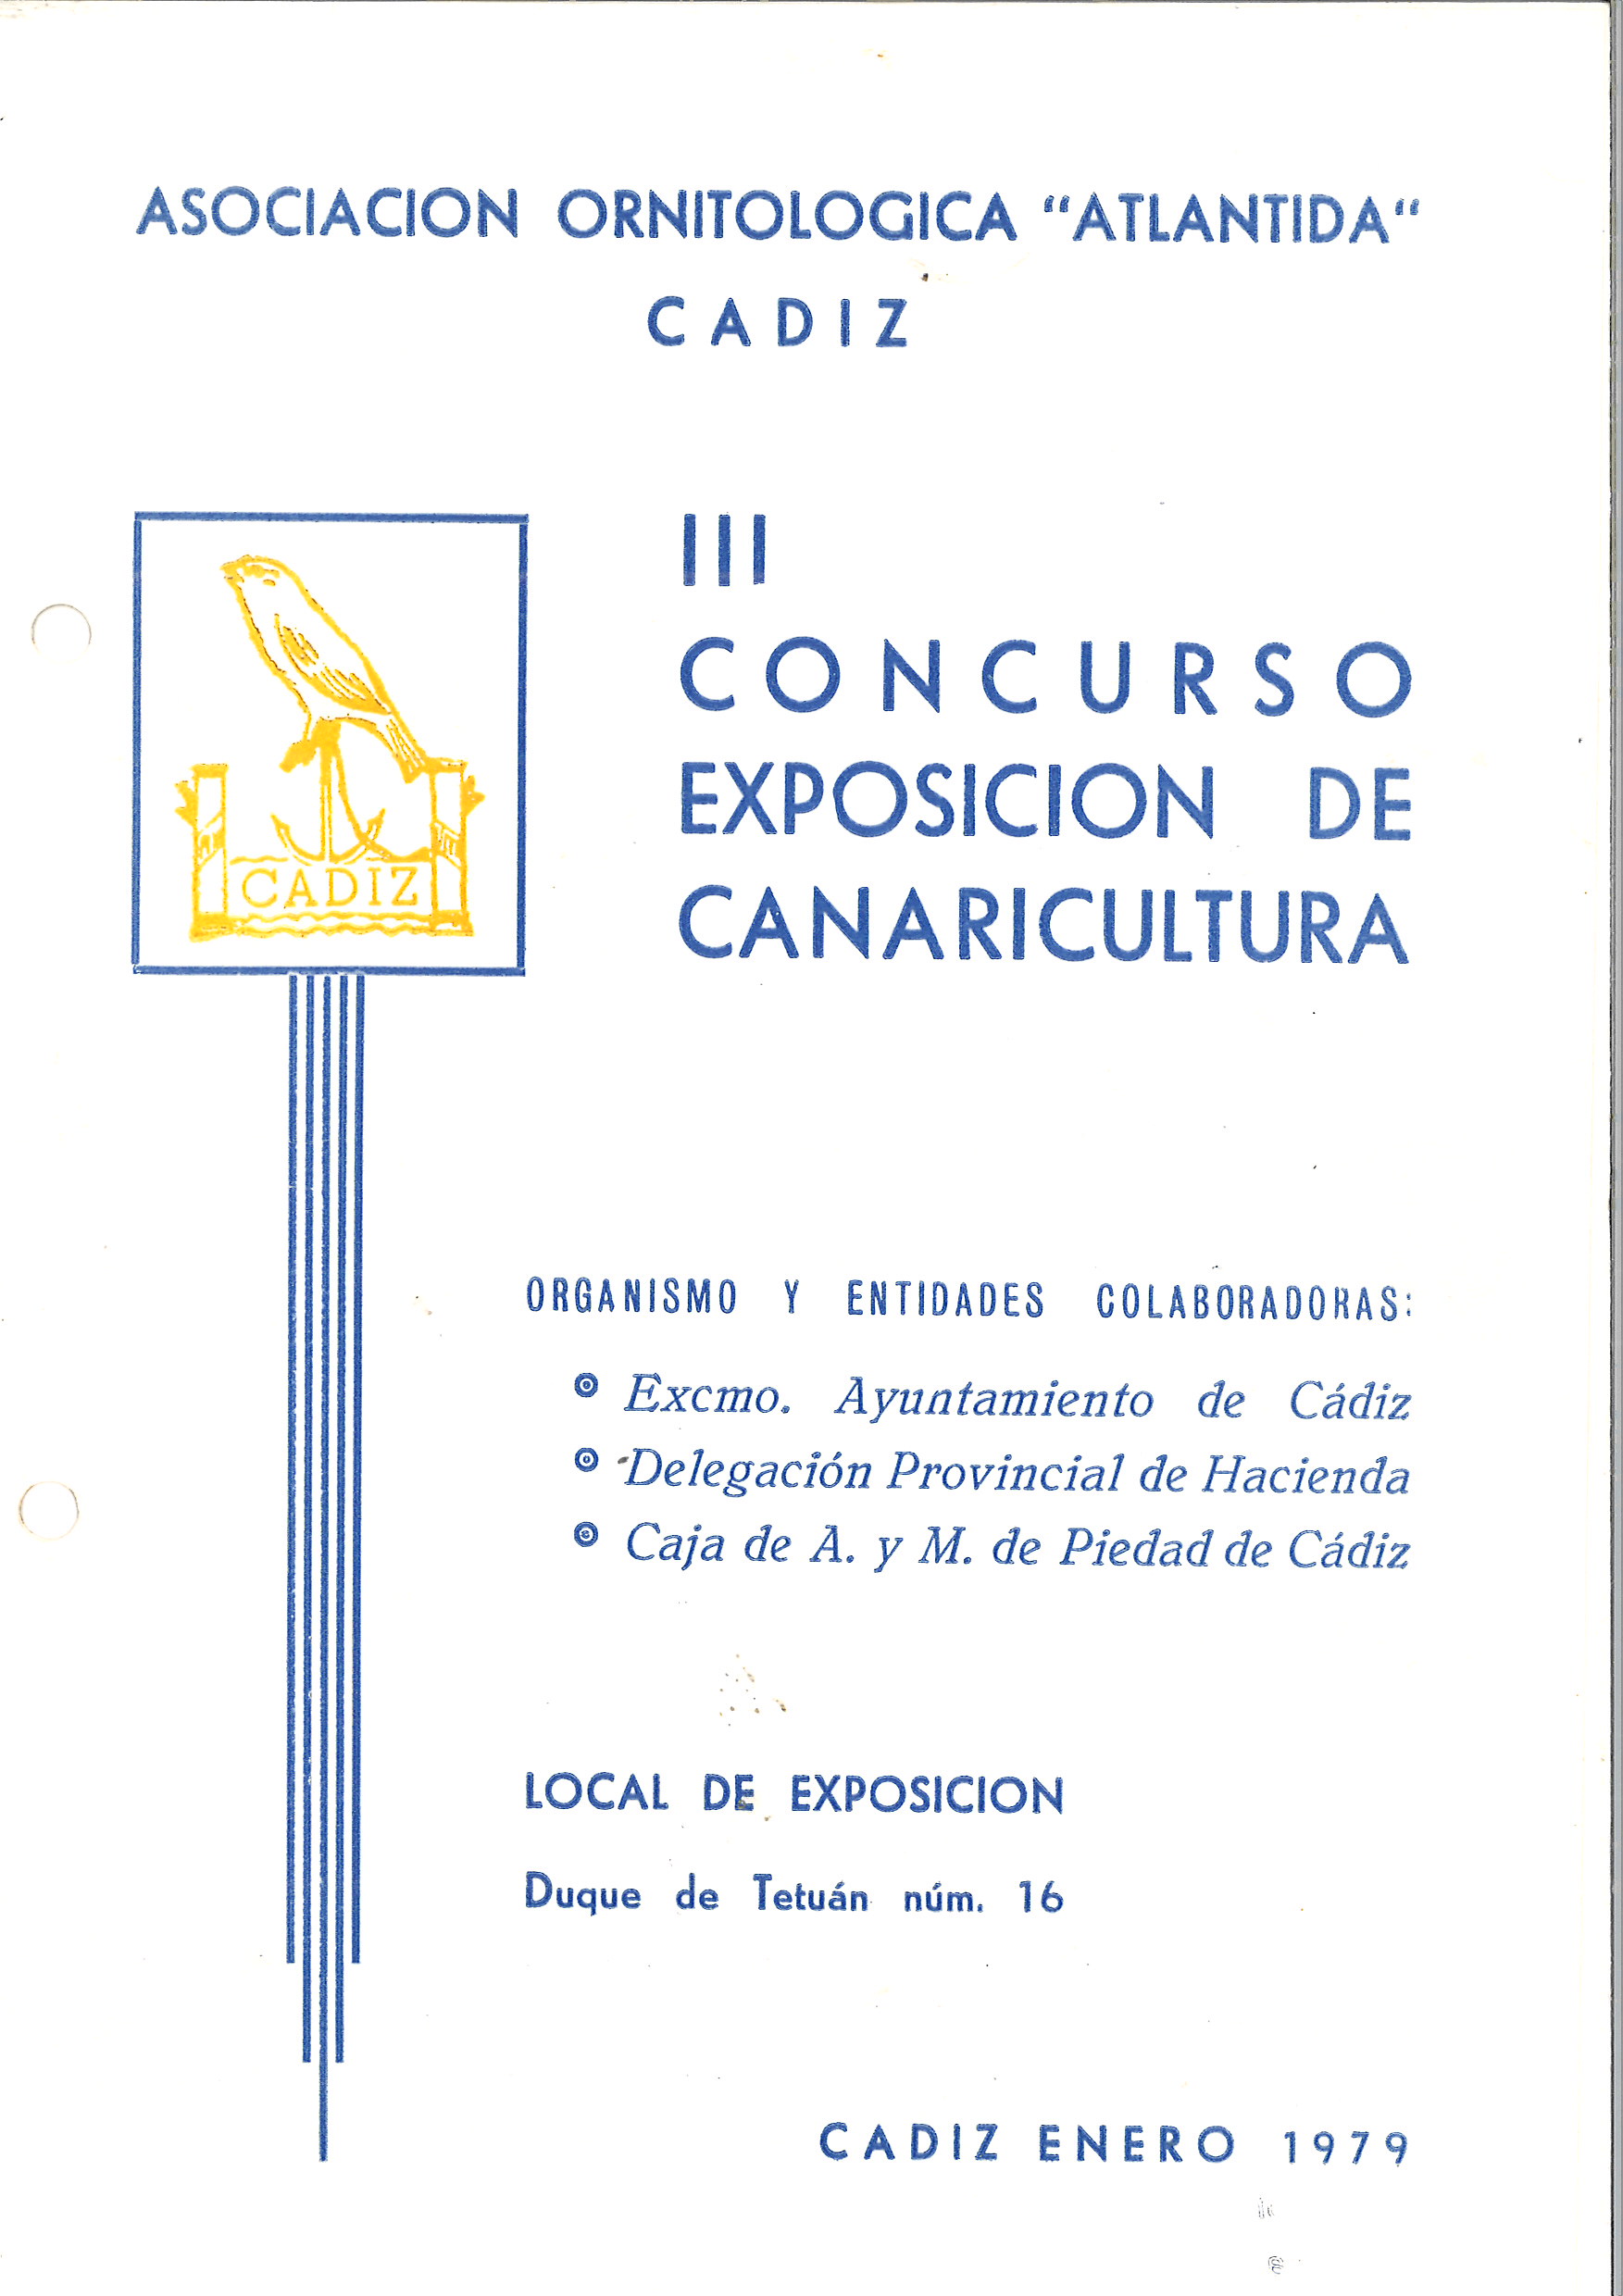 ASOCIACION ORNITOLOGICA "ATLANTIDA"
CADIZ
III
CONCURSO
EXPOSICION DE
CANARICULTURA
CADIZ
ORGANISMO Y ENTIDADES COLABORADORAS:
Excmo. Ayuntamiento de Cádiz
Delegación Provincial de Hacienda
Caja de A. y M. de Piedad de Cádiz
LOCAL DE EXPOSICION
Duque de Tetuán núm. 16
CADIZ ENERO 1979